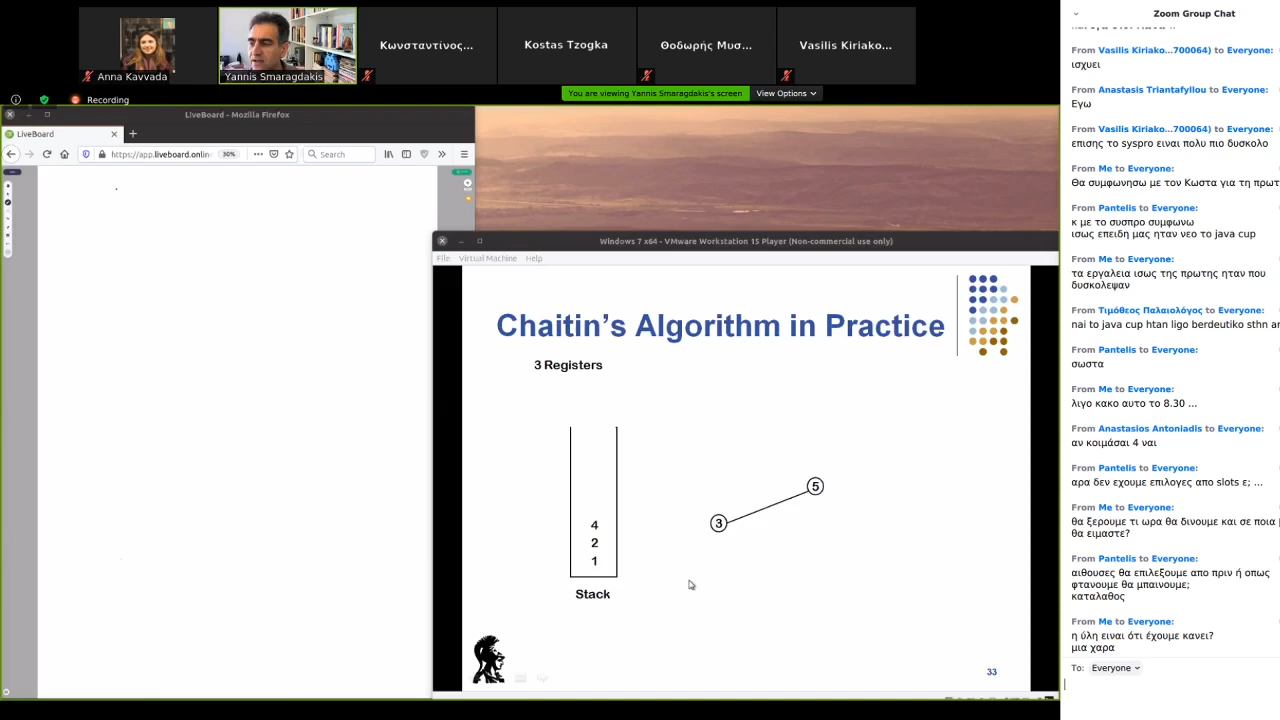 Anna Kavvada
Yannis Smaragdakis
Κωνσταντίνος...
Kostas Tzogka
Θοδωρής Μυσ...
Vasilis Kiriako...
You are viewing Yannis Smaragdakis's screen
View Options
Recording
LiveBoard - Mozilla Firefox
LiveBoard
https://app.liveboard.onlin
30%
Search
Windows 7 x64 - VMware Workstation 15 Player (Non-commercial use only)
File Virtual Machine Help
Chaitin's Algorithm in Practice
3 Registers
4
2
1
Stack
3
5
33
Zoom Group Chat
From Vasilis Kiriako...700064) to Everyone:
ισχυει
From Anastasis Triantafyllou to Everyone:
Εγω
From Vasilis Kiriako...700064) to Everyone:
επισης το syspro ειναι πολυ πιο δυσκολο
From Me to Everyone:
Θα συμφωνησω με τον Κωστα για τη πρωτ
From Pantelis to Everyone:
κ με το συσπρο συμφωνω
ισως επειδη μας ηταν νεο το java cup
From Me to Everyone:
τα εργαλεια ισως της πρωτης ηταν που
δυσκολεψαν
From Τιμόθεος Παλαιολόγος to Everyone:
nai to java cup htan ligo berdeutiko sthn ar
From Pantelis to Everyone:
σωστα
From Me to Everyone:
λιγο κακο αυτο το 8.30 ...
From Anastasios Antoniadis to Everyone:
αν κοιμάσαι 4 ναι
From Pantelis to Everyone:
αρα δεν εχουμε επιλογες απο slots ε; ...
From Me to Everyone:
θα ξερουμε τι ωρα θα δινουμε και σε ποια
θα ειμαστε?
From Pantelis to Everyone:
αιθουσες θα επιλεξουμε απο πριν ή οπως
φτανουμε θα μπαινουμε;
καταλαθος
From Me to Everyone:
η ύλη ειναι ότι έχουμε κανει?
μια χαρα
To: Everyone